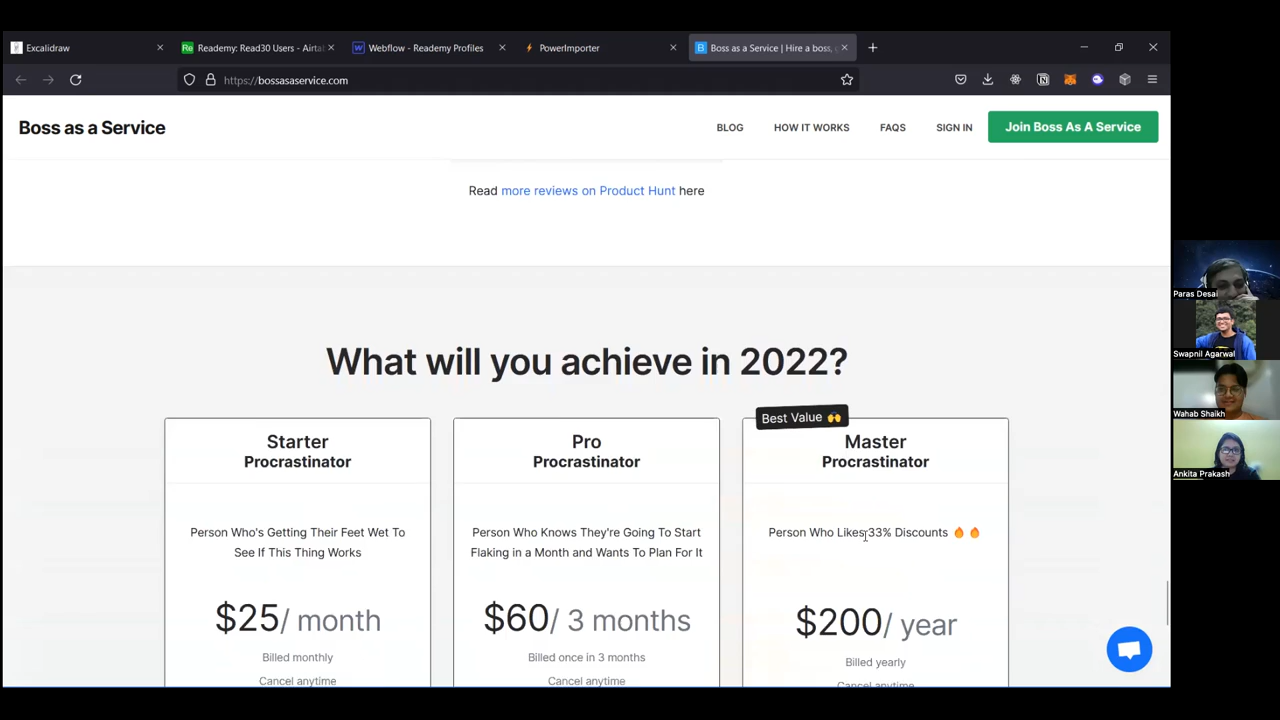 Excalidraw
Re Reademy: Read30 Users - Airta
Webflow - Reademy Profiles
PowerImporter
B Boss as a Service | Hire a boss,
https://bossasaservice.com
Boss as a Service
BLOG
HOW IT WORKS
FAQS
SIGN IN
Join Boss As A Service
Read more reviews on Product Hunt here
What will you achieve in 2022?
Starter
Procrastinator
Person Who's Getting Their Feet Wet To
See If This Thing Works
$25/ month
Billed monthly
Cancel anytime
Pro
Procrastinator
Person Who Knows They're Going To Start
Flaking in a Month and Wants To Plan For It
$60/ 3 months
Billed once in 3 months
Cancel anytime
Best Value 🙌
Master
Procrastinator
Person Who Likes 33% Discounts 🔥 🔥
$200/ year
Billed yearly
Cancel anytime
Paras Desai
Swapnil Agarwal
Wahab Shaikh
Ankita Prakash